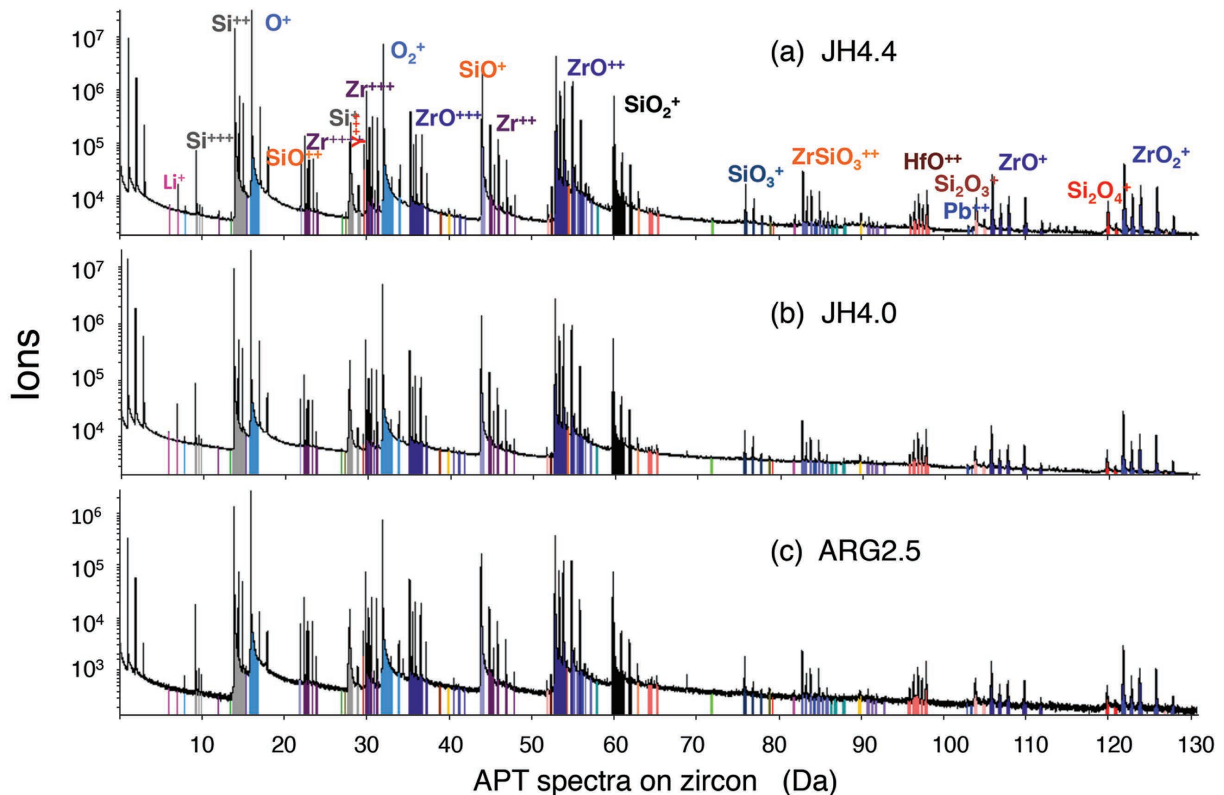 Ions
(a) JH4.4
10⁷
10⁶
10⁵
10⁴
Si⁺⁺
O⁺
O₂⁺
SiO⁺
ZrO⁺⁺
Zr⁺⁺⁺
SiO₂⁺
Si⁺
Y⁺⁺⁺
ZrO⁺⁺⁺
Zr⁺⁺
Si⁺⁺⁺
Zr⁺⁺⁺
SiO⁺⁺
Li⁺
SiO₃⁺
ZrSiO₃⁺⁺
HfO⁺⁺
ZrO⁺
ZrO₂⁺
Si₂O₃⁺
Si₂O₄⁺
Pb⁺⁺
(b) JH4.0
10⁷
10⁶
10⁵
10⁴
(c) ARG2.5
10⁶
10⁵
10⁴
10³
10 20 30 40 50 60 70 80 90 100 110 120 130
APT spectra on zircon (Da)